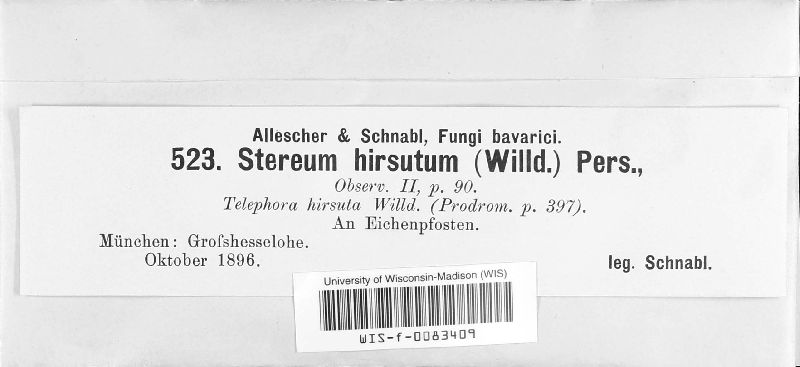 Allescher & Schnabl, Fungi bavarici.
523. Stereum hirsutum (Willd.) Pers.,
Observ. II, p. 90.
Telephora hirsuta Willd. (Prodrom. p. 397).
An Eichenpfosten.
München: Grofshesselohe.
Oktober 1896.
leg. Schnabl.
University of Wisconsin-Madison (WIS)
WIS-f-0083409